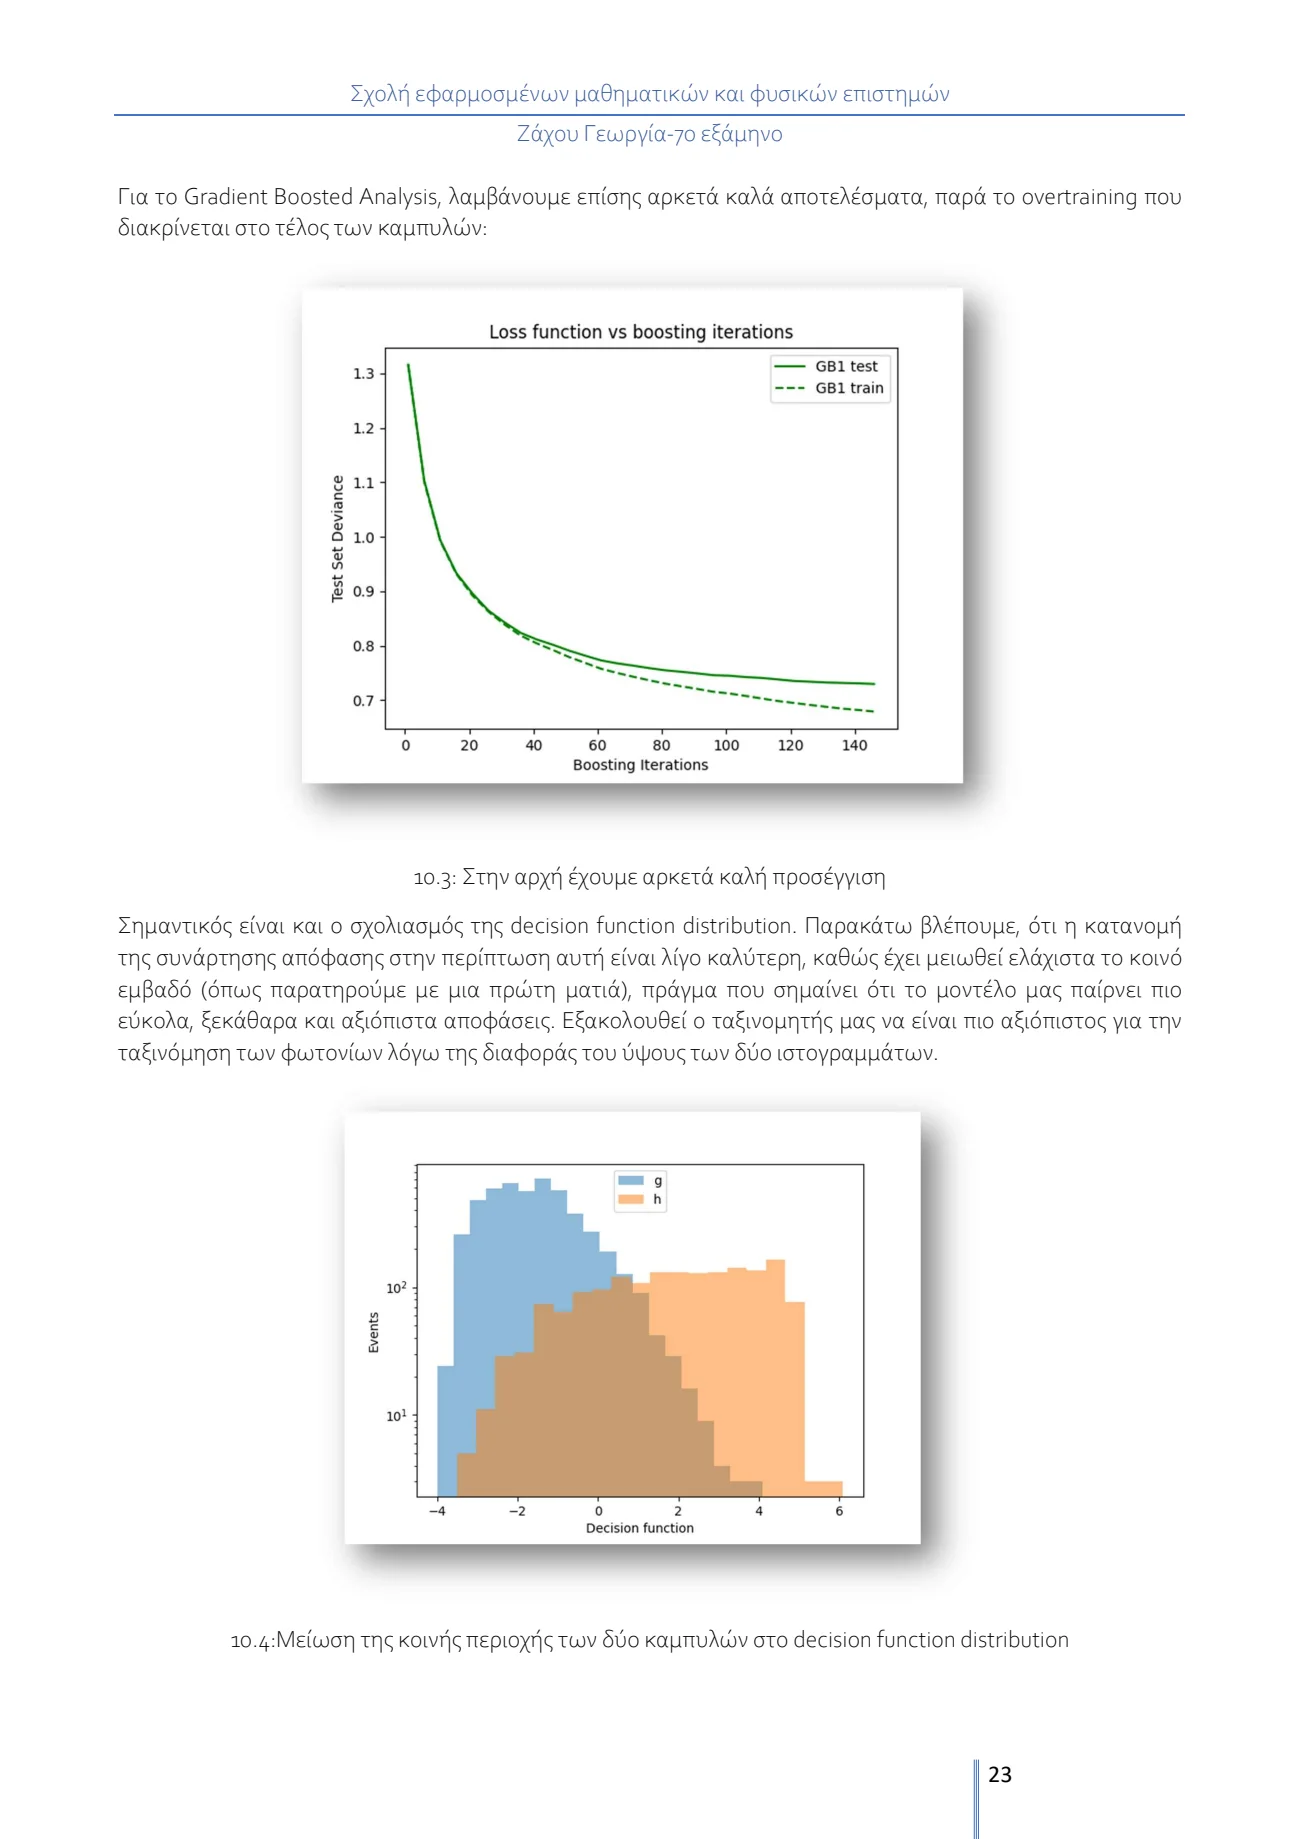 Σχολή εφαρμοσμένων μαθηματικών και φυσικών επιστημών
Ζάχου Γεωργία-7ο εξάμηνο
Για το Gradient Boosted Analysis, λαμβάνουμε επίσης αρκετά καλά αποτελέσματα, παρά το overtraining που
διακρίνεται στο τέλος των καμπυλών:
Loss function vs boosting iterations
GB1 test
GB1 train
Test Set Deviance
1.3
1.2
1.1
1.0
0.9
0.8
0.7
0 20 40 60 80 100 120 140
Boosting Iterations
10.3: Στην αρχή έχουμε αρκετά καλή προσέγγιση
Σημαντικός είναι και ο σχολιασμός της decision function distribution. Παρακάτω βλέπουμε, ότι η κατανομή
της συνάρτησης απόφασης στην περίπτωση αυτή είναι λίγο καλύτερη, καθώς έχει μειωθεί ελάχιστα το κοινό
εμβαδό (όπως παρατηρούμε με μια πρώτη ματιά), πράγμα που σημαίνει ότι το μοντέλο μας παίρνει πιο
εύκολα, ξεκάθαρα και αξιόπιστα αποφάσεις. Εξακολουθεί ο ταξινομητής μας να είναι πιο αξιόπιστος για την
ταξινόμηση των φωτονίων λόγω της διαφοράς του ύψους των δύο ιστογραμμάτων.
g
h
Events
10²
10¹
−4 −2 0 2 4 6
Decision function
10.4:Μείωση της κοινής περιοχής των δύο καμπυλών στο decision function distribution
23